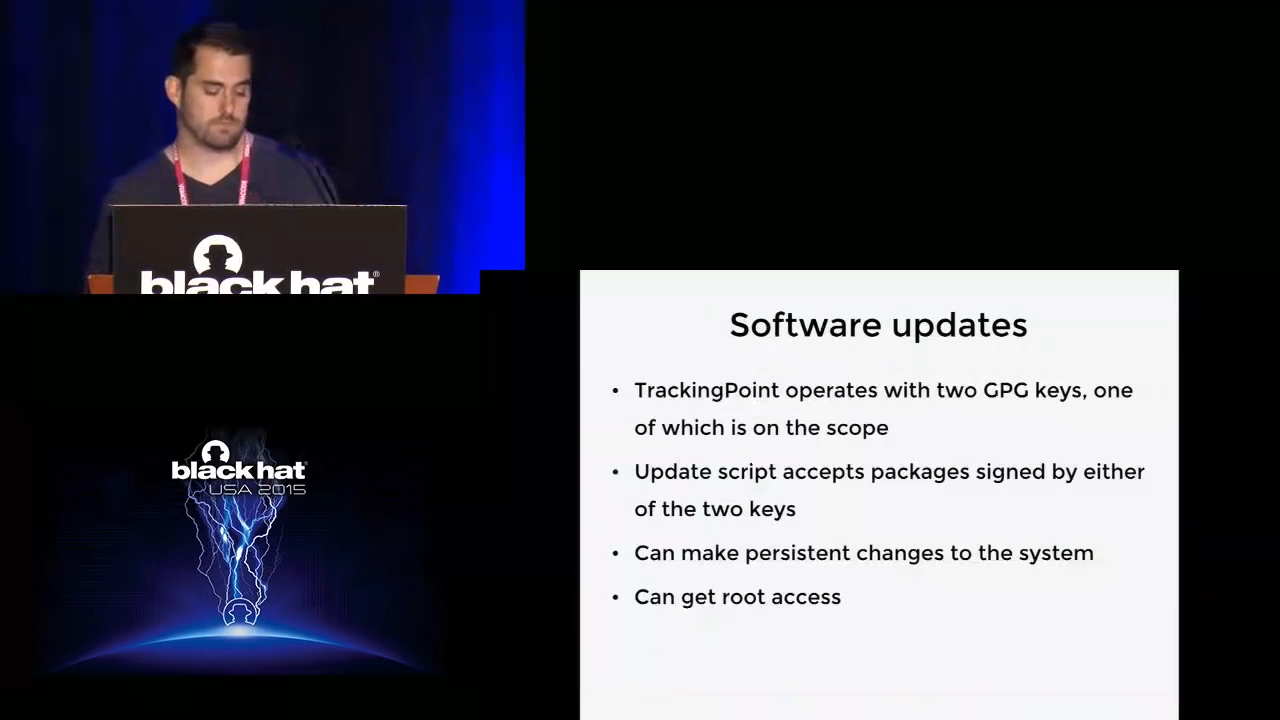 black hat®
black hat
USA 2015
Software updates
• TrackingPoint operates with two GPG keys, one
of which is on the scope
• Update script accepts packages signed by either
of the two keys
• Can make persistent changes to the system
• Can get root access